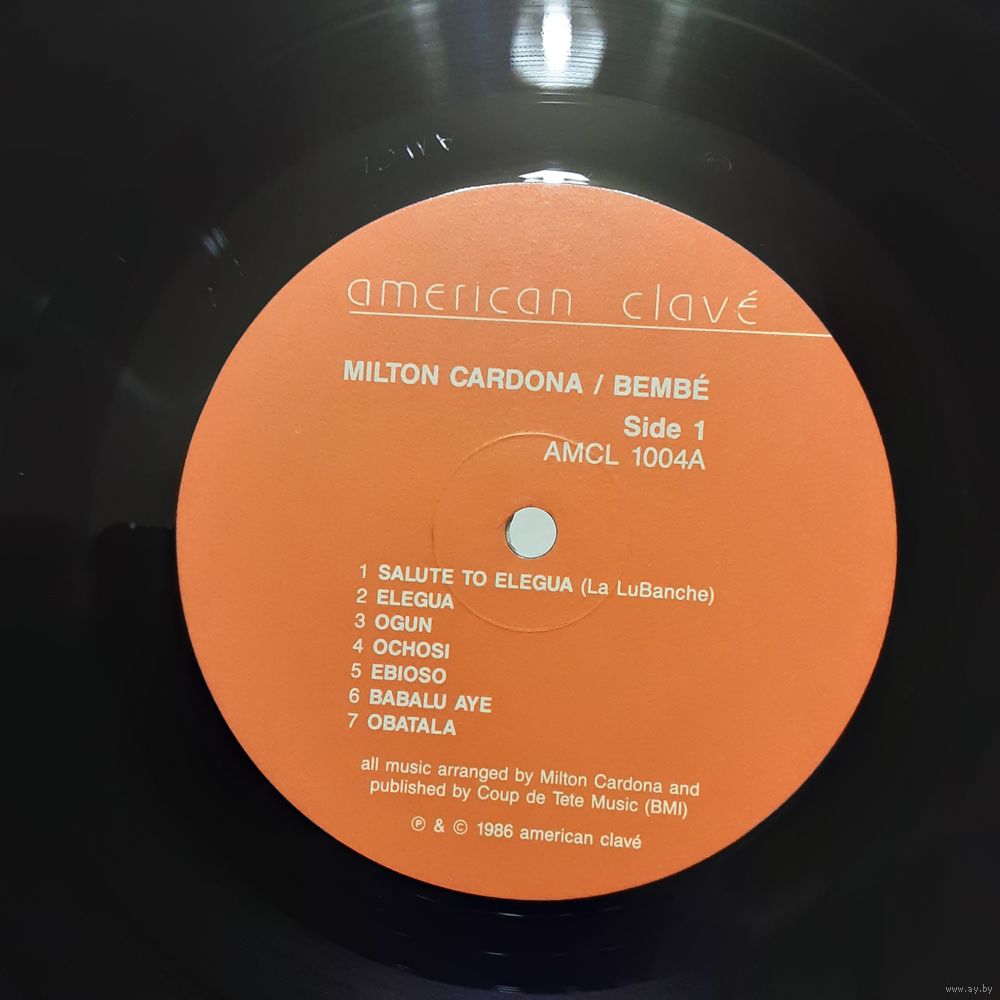 american clavé
MILTON CARDONA / BEMBÉ
Side 1
AMCL 1004A
1 SALUTE TO ELEGUA (La LuBanche)
2 ELEGUA
3 OGUN
4 OCHOSI
5 EBIOSO
6 BABALU AYE
7 OBATALA
all music arranged by Milton Cardona and
published by Coup de Tete Music (BMI)
℗ & © 1986 american clavé
www.ay.by